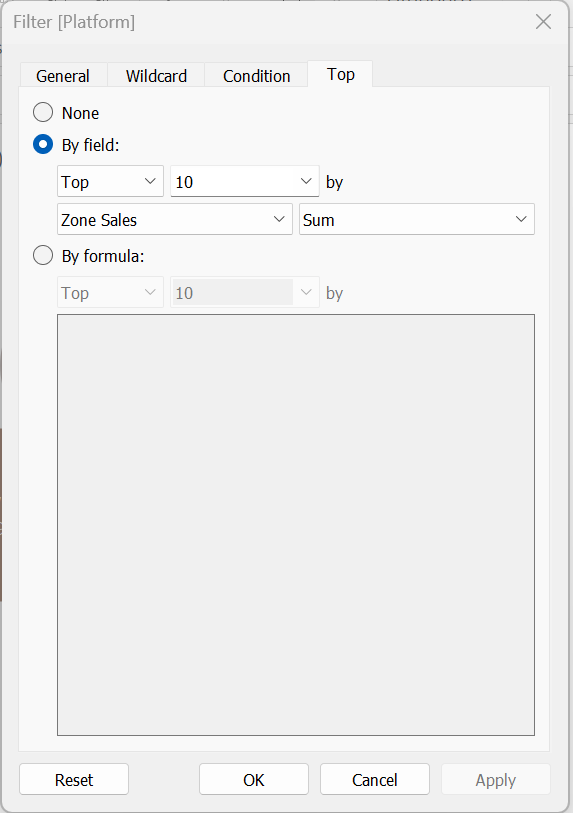 Filter [Platform]
General Wildcard Condition Top
None
By field:
Top 10 by
Zone Sales Sum
By formula:
Top 10 by
Reset OK Cancel Apply